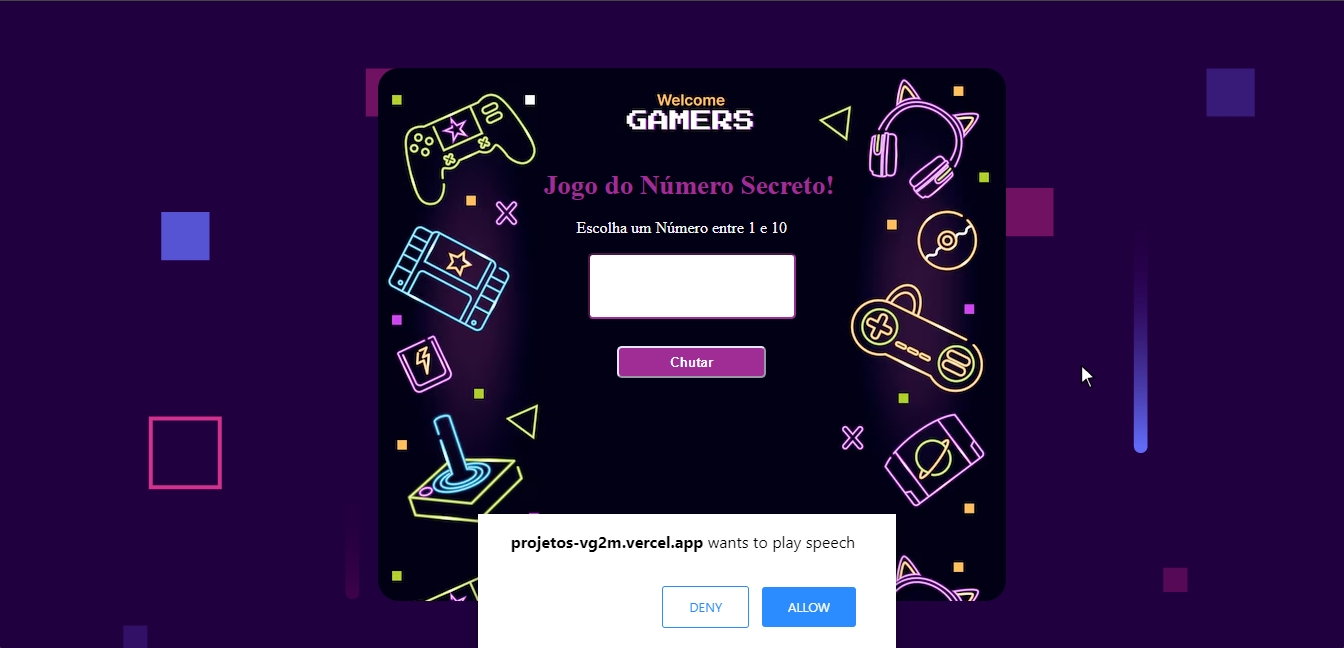 Welcome
GAMERS
Jogo do Número Secreto!
Escolha um Número entre 1 e 10
Chutar
projetos-vg2m.vercel.app wants to play speech
DENY ALLOW